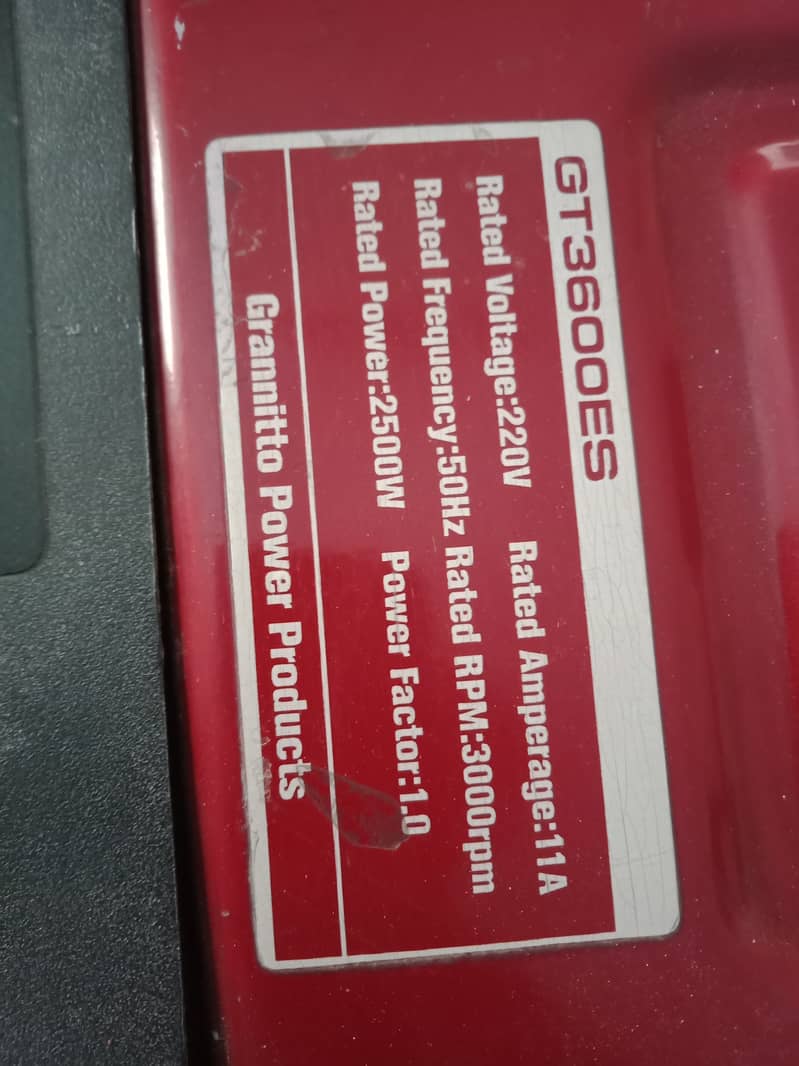 GT3600ES
Rated Voltage:220V Rated Amperage:11A
Rated Frequency:50Hz Rated RPM:3000rpm
Rated Power:2500W Power Factor:1.0
Grannitto Power Products